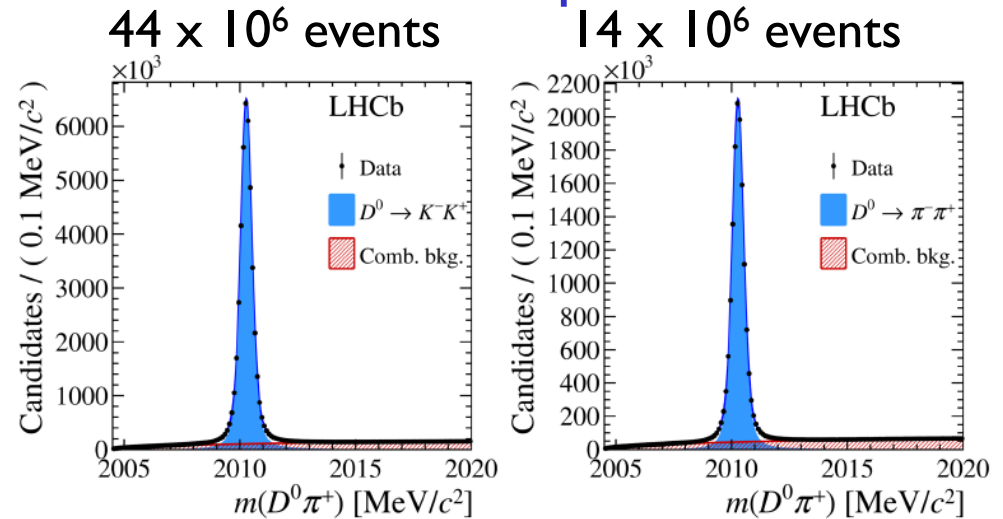 44 x 10⁶ events
×10³
Candidates / ( 0.1 MeV/c² )
6000
5000
4000
3000
2000
1000
0
LHCb
Data
D⁰ → K⁻K⁺
Comb. bkg.
2005 2010 2015 2020
m(D⁰π⁺) [MeV/c²]
14 x 10⁶ events
×10³
Candidates / ( 0.1 MeV/c² )
2200
2000
1800
1600
1400
1200
1000
800
600
400
200
0
LHCb
Data
D⁰ → π⁻π⁺
Comb. bkg.
2005 2010 2015 2020
m(D⁰π⁺) [MeV/c²]